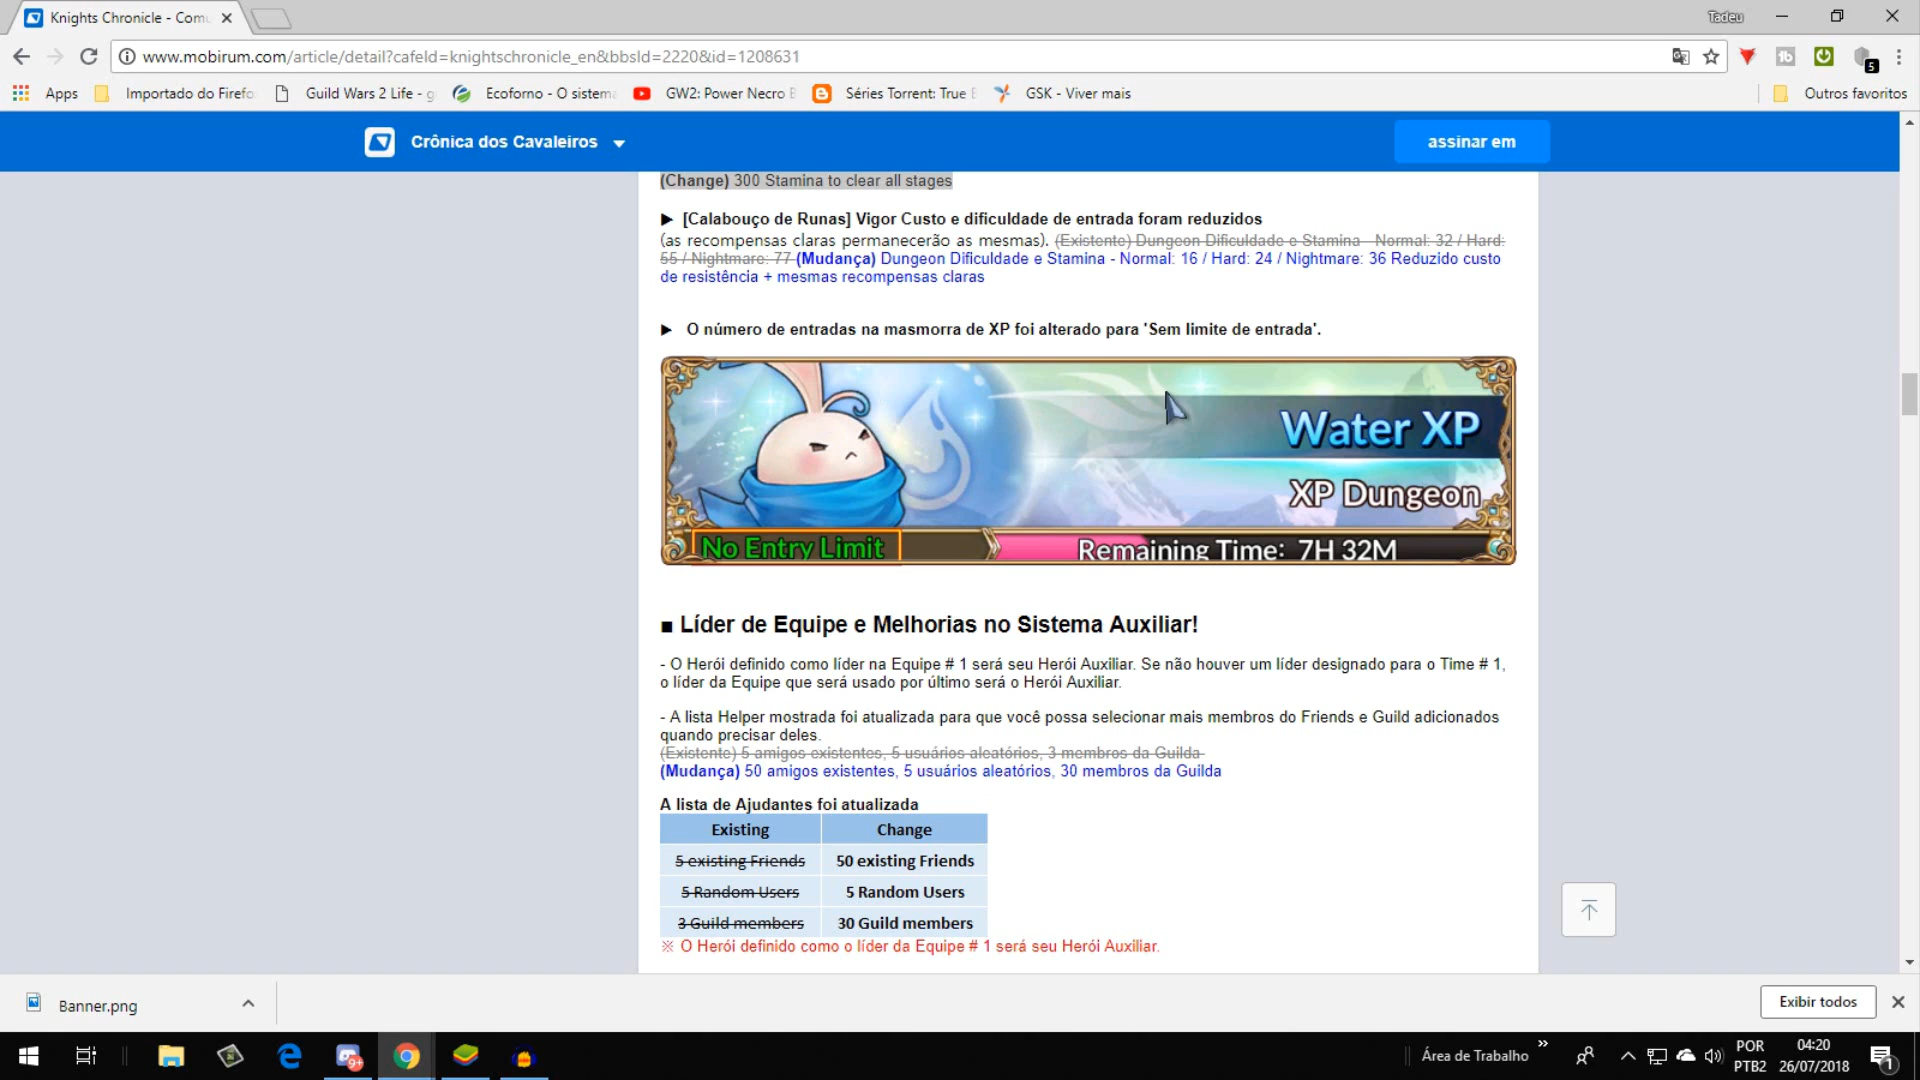 Knights Chronicle - Comu
Tadeu
www.mobirum.com/article/detail?cafeId=knightschronicle_en&bbsId=2220&id=1208631
5
Apps
Importado do Firefo
Guild Wars 2 Life - g
Ecoforno - O sistema
GW2: Power Necro B
Séries Torrent: True E
GSK - Viver mais
Outros favoritos
Crônica dos Cavaleiros
assinar em
(Change) 300 Stamina to clear all stages
► [Calabouço de Runas] Vigor Custo e dificuldade de entrada foram reduzidos
(as recompensas claras permanecerão as mesmas). (Existente) Dungeon Dificuldade e Stamina - Normal: 32 / Hard:
55 / Nightmare: 77 (Mudança) Dungeon Dificuldade e Stamina - Normal: 16 / Hard: 24 / Nightmare: 36 Reduzido custo
de resistência + mesmas recompensas claras
► O número de entradas na masmorra de XP foi alterado para 'Sem limite de entrada'.
Water XP
XP Dungeon
No Entry Limit
Remaining Time: 7H 32M
■ Líder de Equipe e Melhorias no Sistema Auxiliar!
- O Herói definido como líder na Equipe # 1 será seu Herói Auxiliar. Se não houver um líder designado para o Time # 1,
o líder da Equipe que será usado por último será o Herói Auxiliar.
- A lista Helper mostrada foi atualizada para que você possa selecionar mais membros do Friends e Guild adicionados
quando precisar deles.
(Existente) 5 amigos existentes, 5 usuários aleatórios, 3 membros da Guilda
(Mudança) 50 amigos existentes, 5 usuários aleatórios, 30 membros da Guilda
A lista de Ajudantes foi atualizada
Existing Change
5 existing Friends 50 existing Friends
5 Random Users 5 Random Users
3 Guild members 30 Guild members
※ O Herói definido como o líder da Equipe # 1 será seu Herói Auxiliar.
Banner.png
Exibir todos
9+
Área de Trabalho
POR
PTB2
04:20
26/07/2018
1